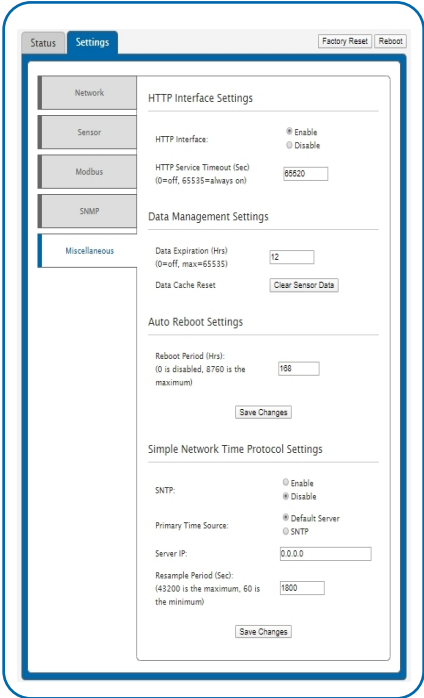 Status Settings Factory Reset Reboot
Network
Sensor
Modbus
SNMP
Miscellaneous
HTTP Interface Settings
HTTP Interface: Enable
Disable
HTTP Service Timeout (Sec)
(0=off, 65535=always on) 65520
Data Management Settings
Data Expiration (Hrs)
(0=off, max=65535) 12
Data Cache Reset Clear Sensor Data
Auto Reboot Settings
Reboot Period (Hrs):
(0 is disabled, 8760 is the
maximum) 168
Save Changes
Simple Network Time Protocol Settings
SNTP: Enable
Disable
Primary Time Source: Default Server
SNTP
Server IP: 0.0.0.0
Resample Period (Sec):
(43200 is the maximum, 60 is
the minimum) 1800
Save Changes